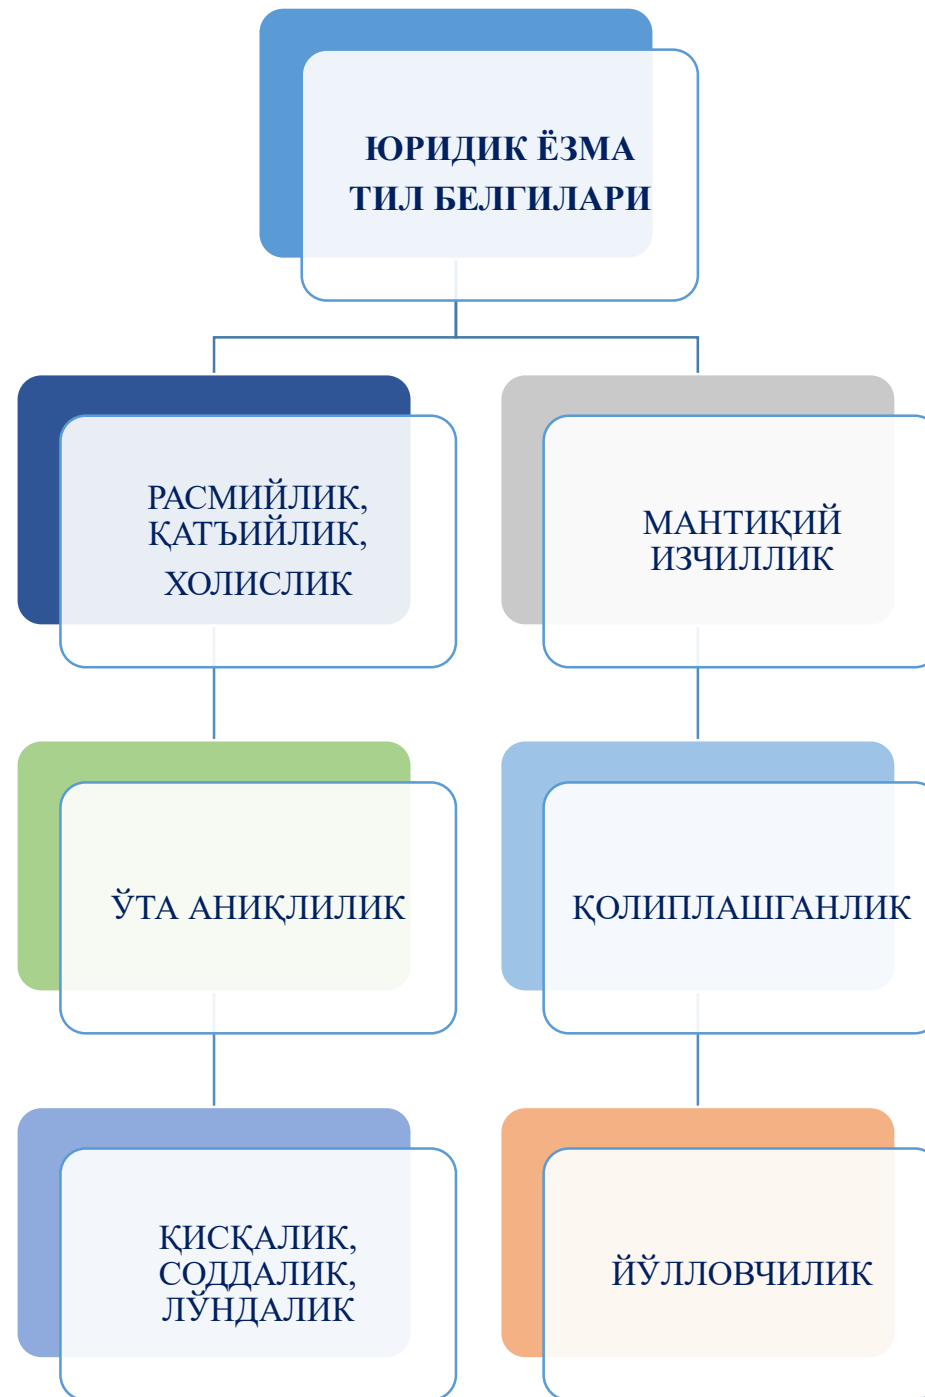 ЮРИДИК ЁЗМА
ТИЛ БЕЛГИЛАРИ
РАСМИЙЛИК,
ҚАТЪИЙЛИК,
ХОЛИСЛИК
МАНТИҚИЙ
ИЗЧИЛЛИК
ЎТА АНИҚЛИЛИК
ҚОЛИПЛАШГАНЛИК
ҚИСҚАЛИК,
СОДДАЛИК,
ЛЎНДАЛИК
ЙЎЛЛОВЧИЛИК